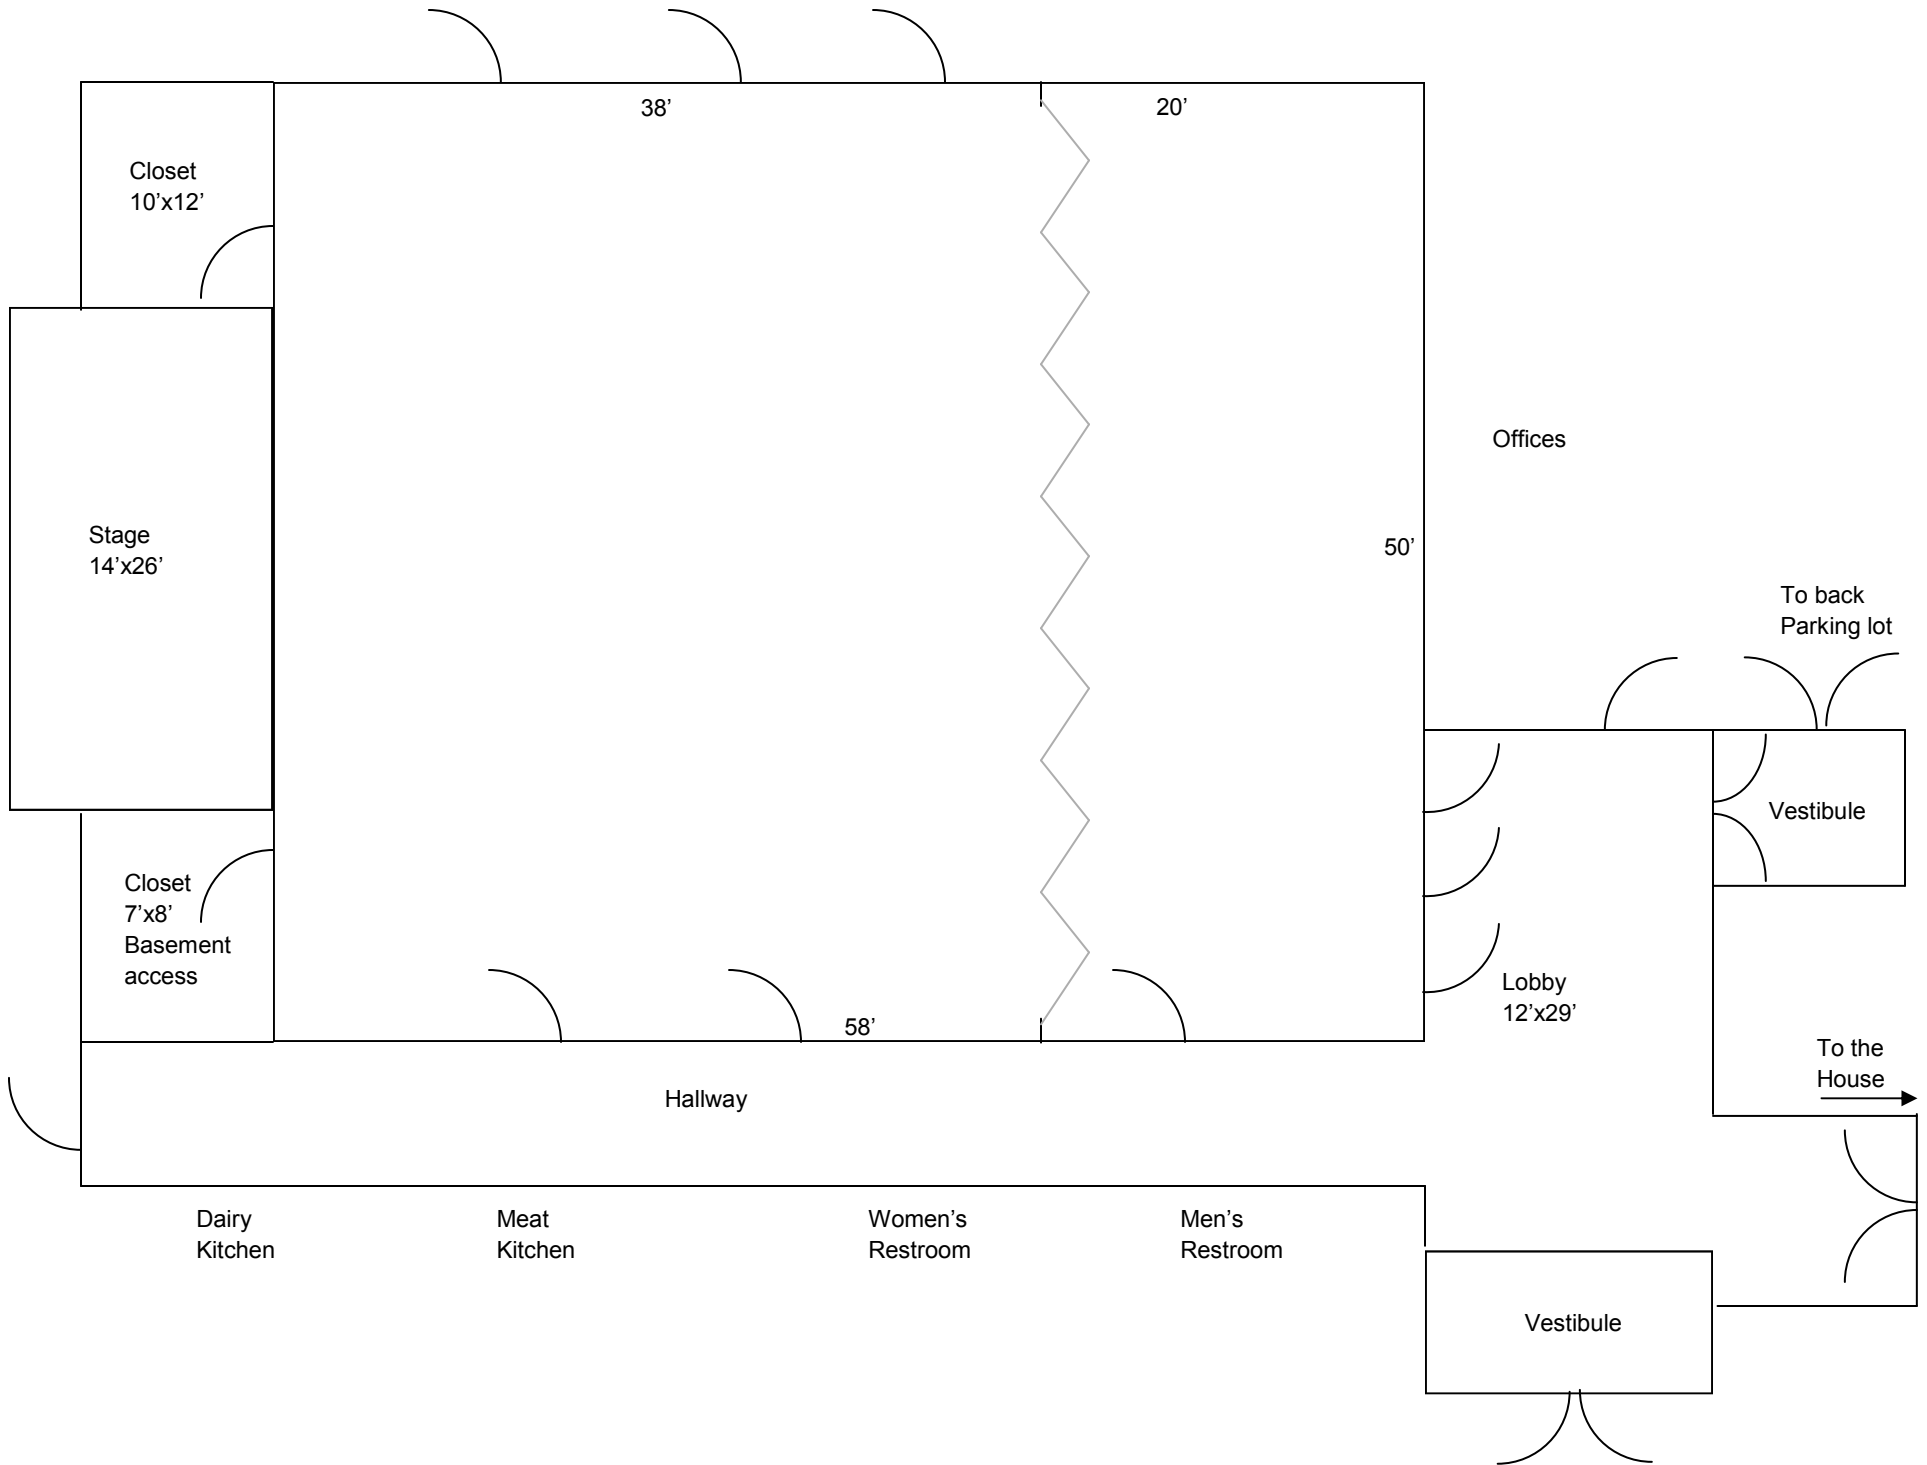 38’
20’
Closet
10’x12’
Offices
Stage
14’x26’
50’
To back
Parking lot
Vestibule
Closet
7’x8’
Basement
access
Lobby
12’x29’
58’
To the
House
Hallway
Dairy
Kitchen
Meat
Kitchen
Women’s
Restroom
Men’s
Restroom
Vestibule